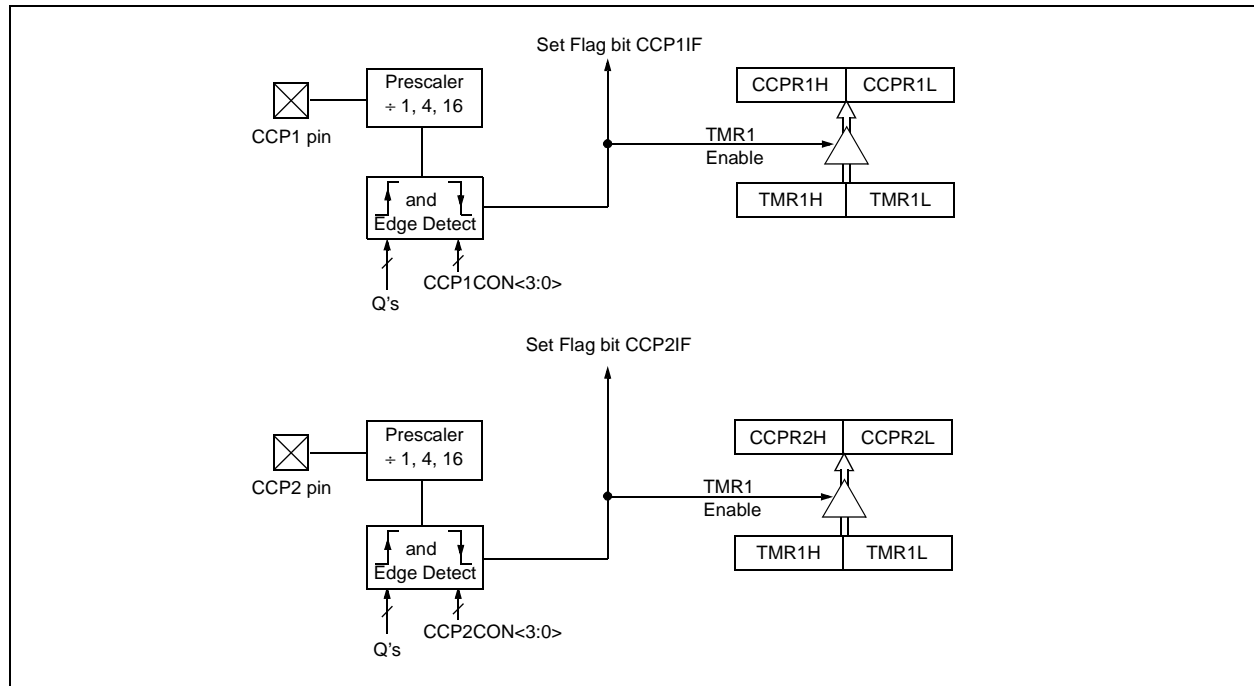 Set Flag bit CCP1IF
Prescaler
÷ 1, 4, 16
CCP1 pin
and
Edge Detect
Q's
CCP1CON<3:0>
TMR1
Enable
CCPR1H
CCPR1L
TMR1H
TMR1L
Set Flag bit CCP2IF
Prescaler
÷ 1, 4, 16
CCP2 pin
and
Edge Detect
Q's
CCP2CON<3:0>
TMR1
Enable
CCPR2H
CCPR2L
TMR1H
TMR1L